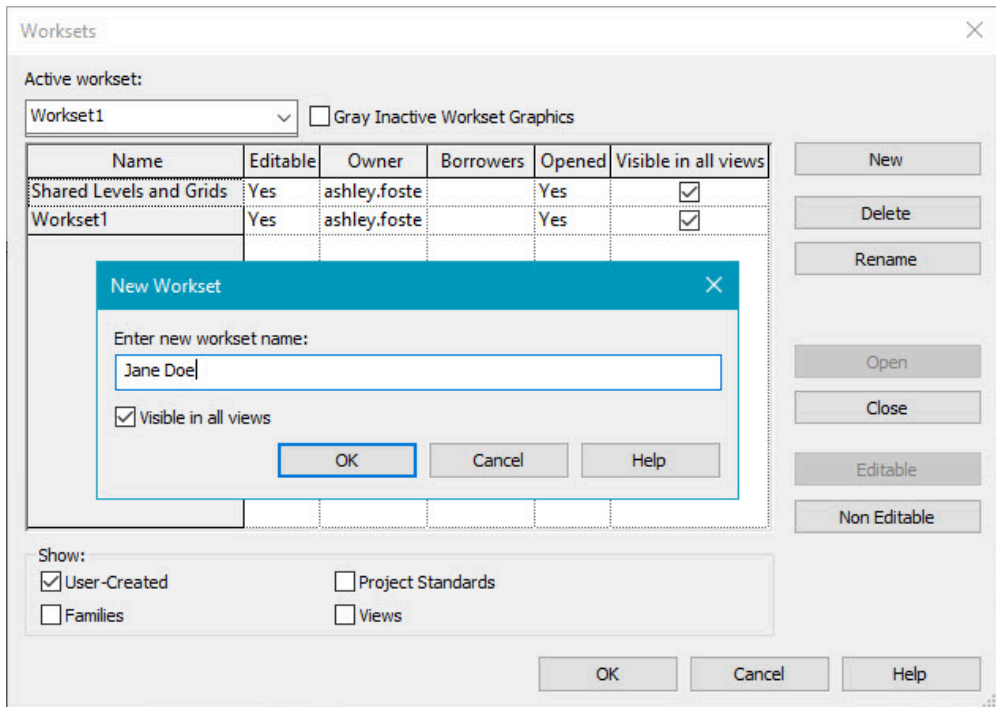 Worksets
Active workset:
Workset1
Gray Inactive Workset Graphics
Name Editable Owner Borrowers Opened Visible in all views
Shared Levels and Grids Yes ashley.foste Yes
Workset1 Yes ashley.foste Yes
New
Delete
Rename
New Workset
Enter new workset name:
Jane Doe
Visible in all views
OK Cancel Help
Open
Close
Editable
Non Editable
Show:
User-Created Project Standards
Families Views
OK Cancel Help